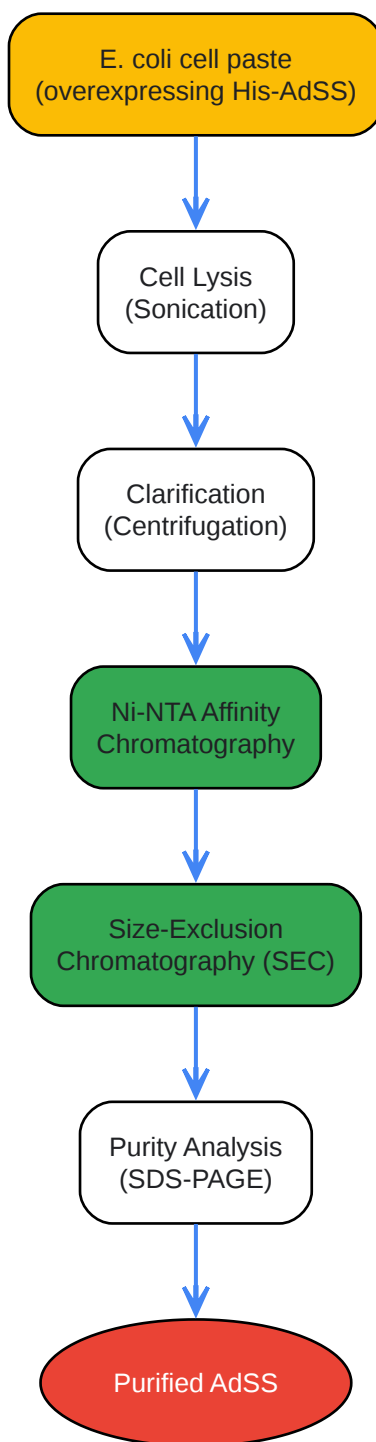 E. coli cell paste
(overexpressing His-AdSS)
Cell Lysis
(Sonication)
Clarification
(Centrifugation)
Ni-NTA Affinity
Chromatography
Size-Exclusion
Chromatography (SEC)
Purity Analysis
(SDS-PAGE)
Purified AdSS